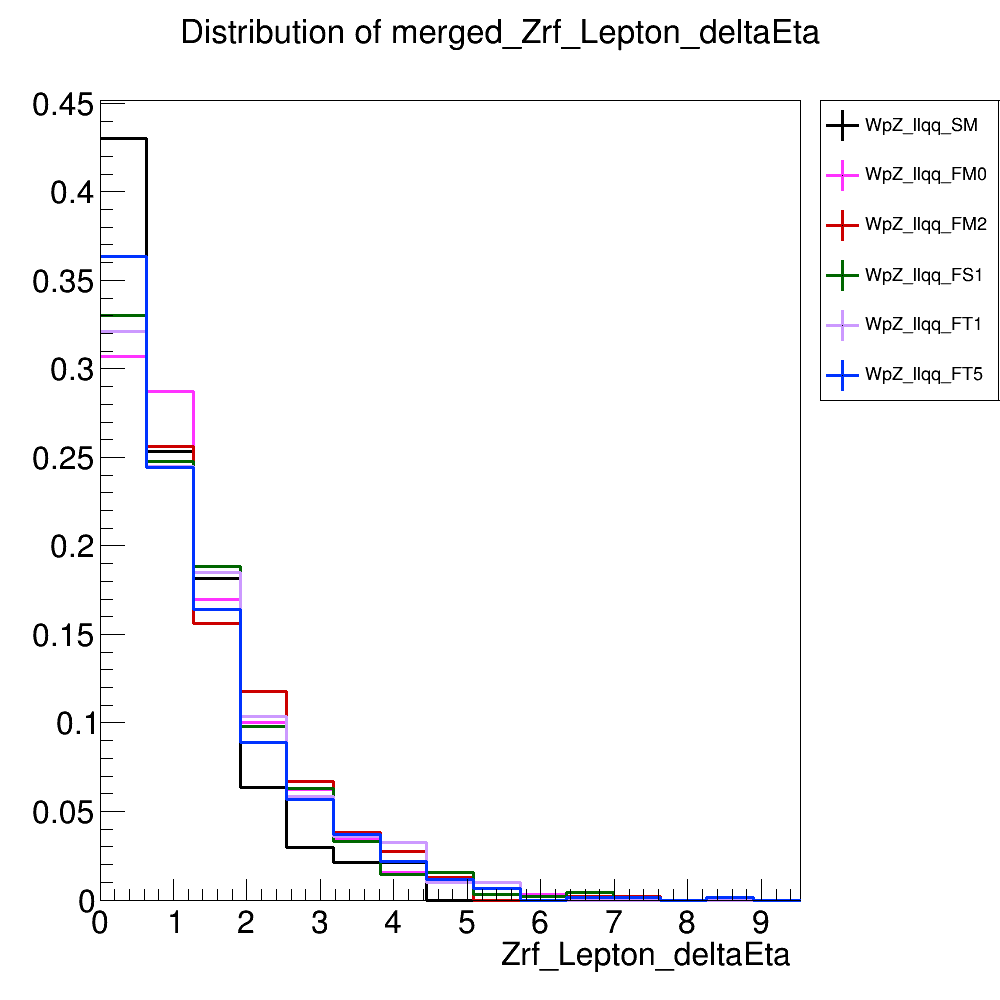 Distribution of merged_Zrf_Lepton_deltaEta
0.45
0.4
0.35
0.3
0.25
0.2
0.15
0.1
0.05
0
0 1 2 3 4 5 6 7 8 9
Zrf_Lepton_deltaEta
WpZ_llqq_SM
WpZ_llqq_FM0
WpZ_llqq_FM2
WpZ_llqq_FS1
WpZ_llqq_FT1
WpZ_llqq_FT5